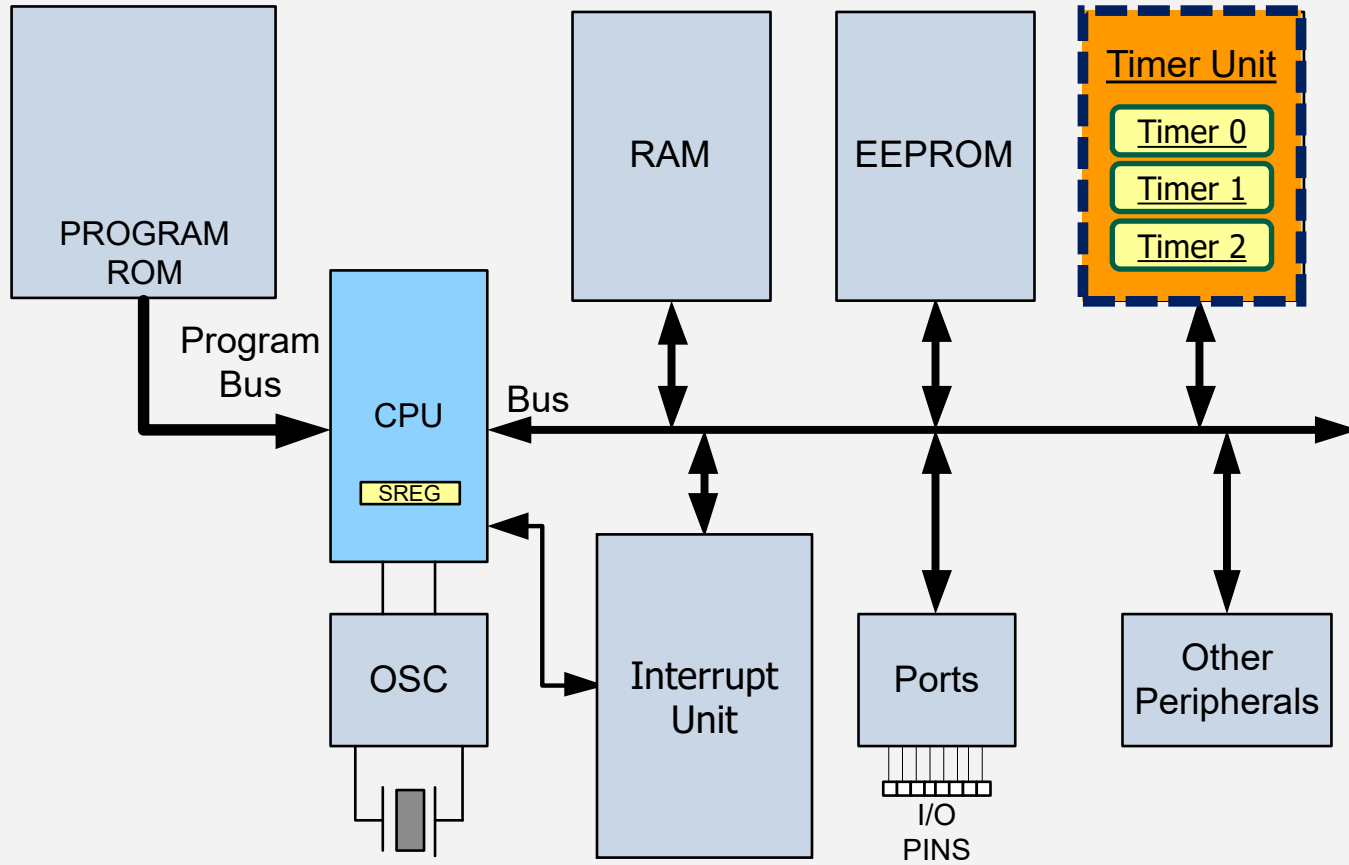 PROGRAM
ROM
Program
Bus
CPU
SREG
Bus
RAM
EEPROM
Timer Unit
Timer 0
Timer 1
Timer 2
OSC
Interrupt
Unit
Ports
I/O
PINS
Other
Peripherals